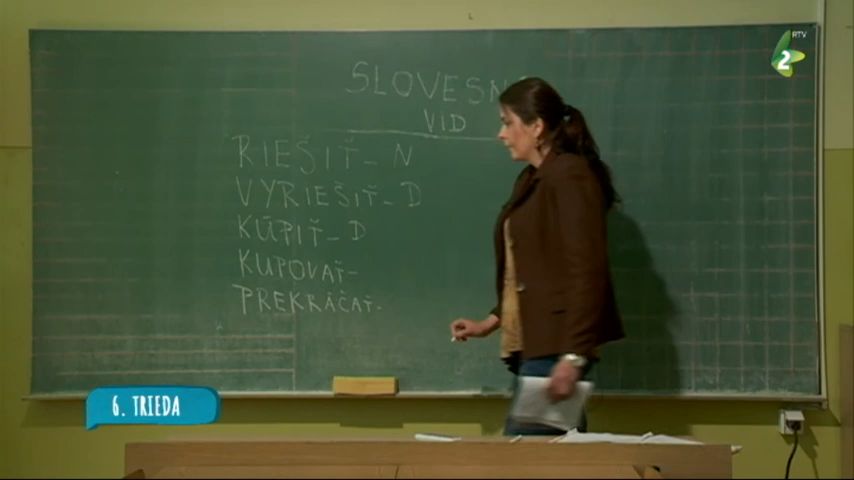 SLOVESN
VID
RIEŠIŤ - N
VYRIEŠIŤ - D
KÚPIŤ - D
KUPOVAŤ -
PREKRÁČAŤ -
RTV
2
6. TRIEDA